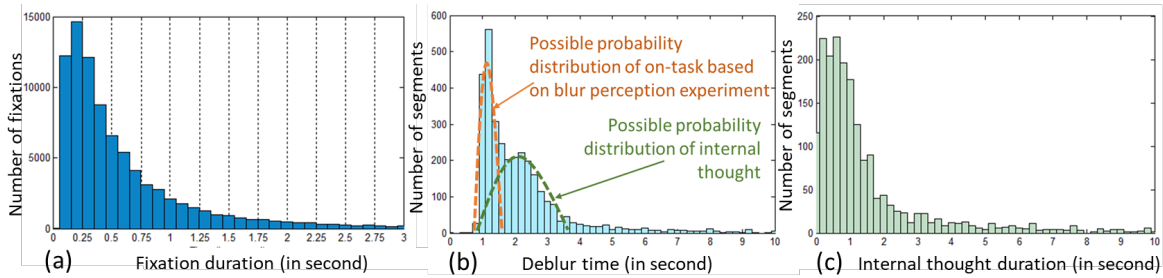 15000
10000
5000
0
Number of fixations
0 0.25 0.5 0.75 1 1.25 1.5 1.75 2 2.25 2.5 2.75 3
(a) Fixation duration (in second)
600
500
400
300
200
100
0
Number of segments
Possible probability
distribution of on-task based
on blur perception experiment
Possible probability
distribution of internal
thought
0 1 2 3 4 5 6 7 8 9 10
(b) Deblur time (in second)
250
200
150
100
50
0
Number of segments
0 1 2 3 4 5 6 7 8 9 10
(c) Internal thought duration (in second)